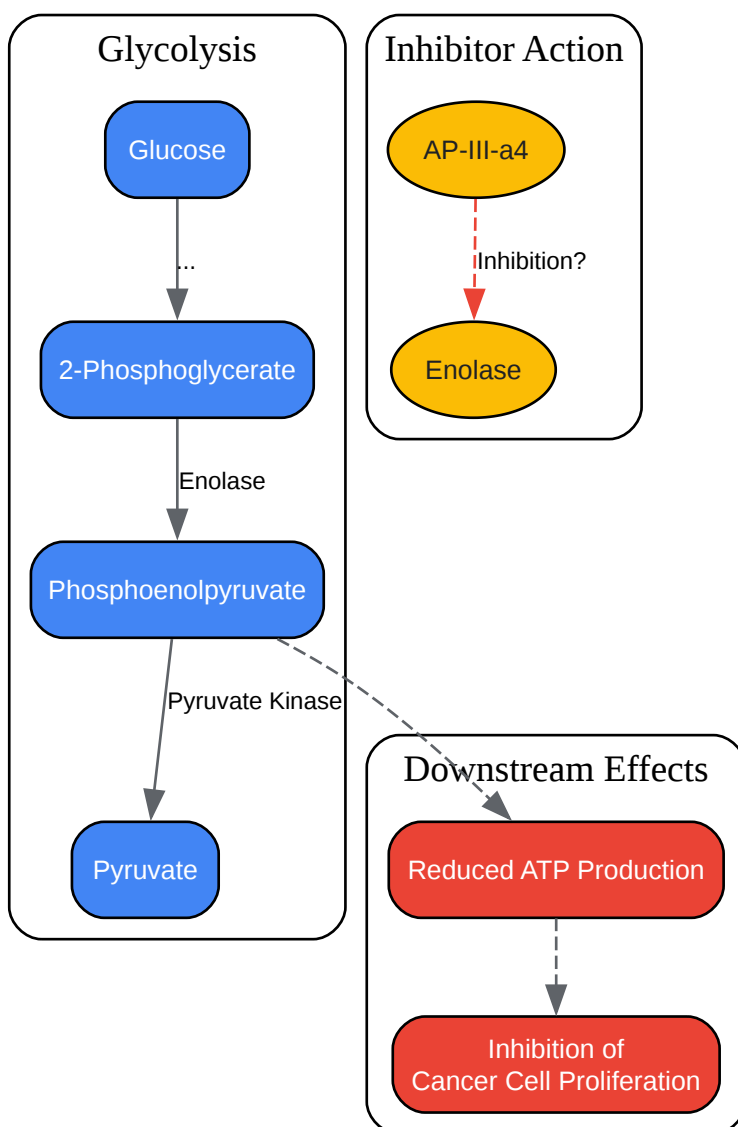 Glycolysis
Glucose
...
2-Phosphoglycerate
Enolase
Phosphoenolpyruvate
Pyruvate Kinase
Pyruvate
Inhibitor Action
AP-III-a4
Inhibition?
Enolase
Downstream Effects
Reduced ATP Production
Inhibition of
Cancer Cell Proliferation